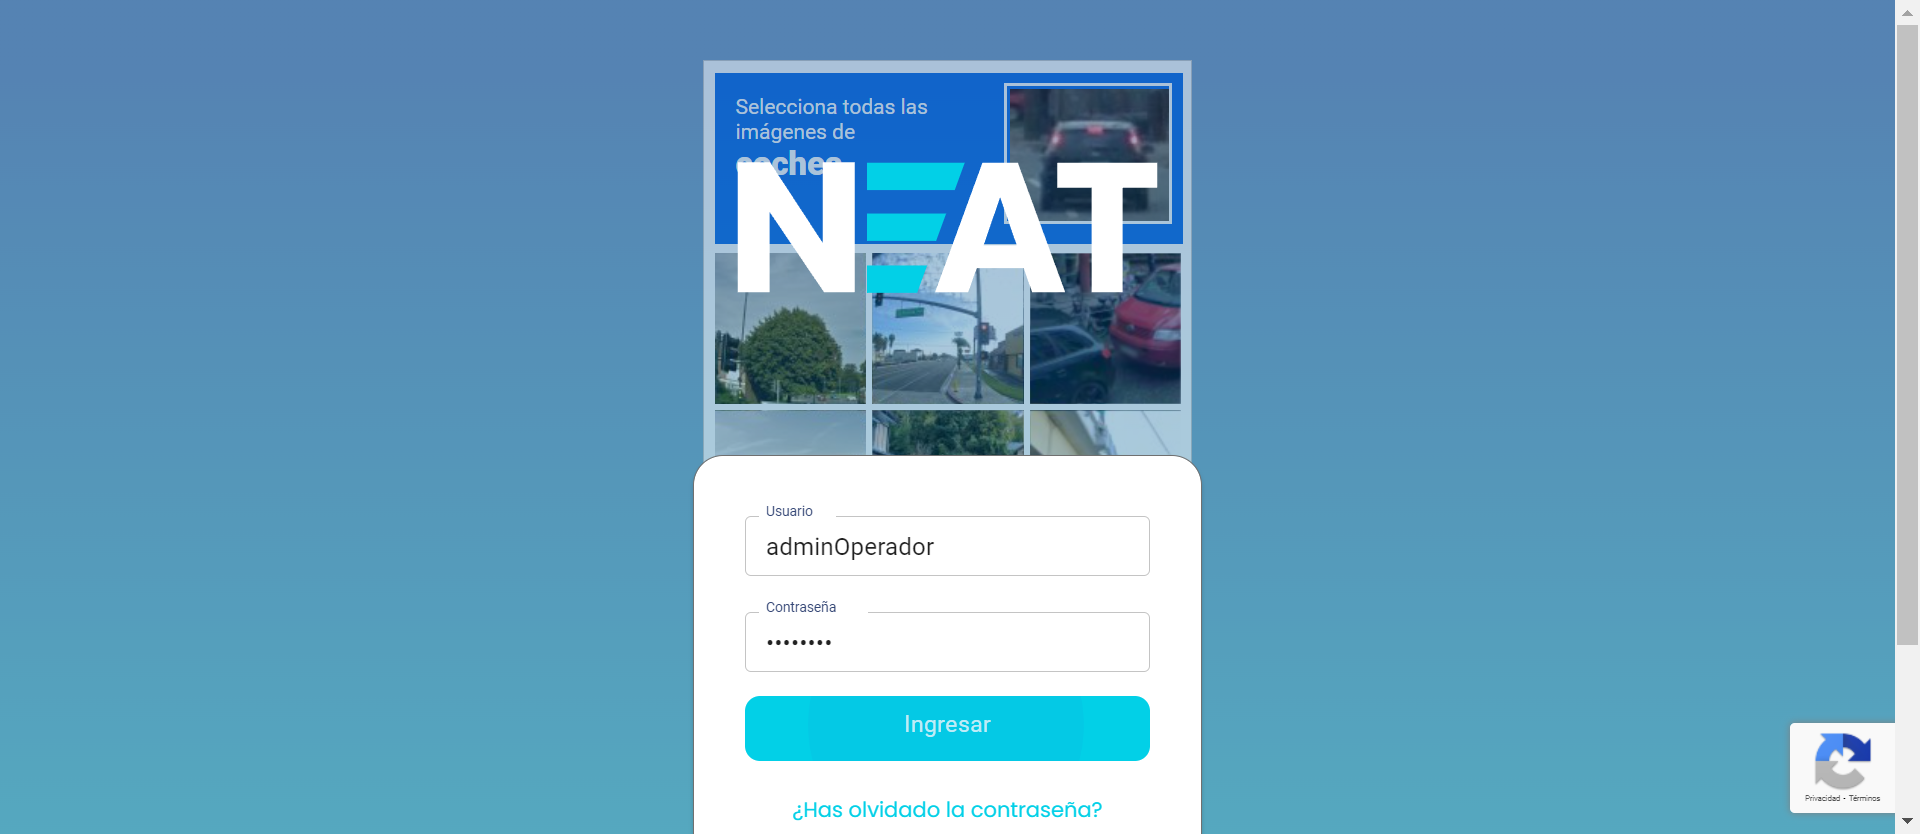 Selecciona todas las
imágenes de
coches
NEAT
Usuario
adminOperador
Contraseña
••••••••
Ingresar
¿Has olvidado la contraseña?
Privacidad - Términos